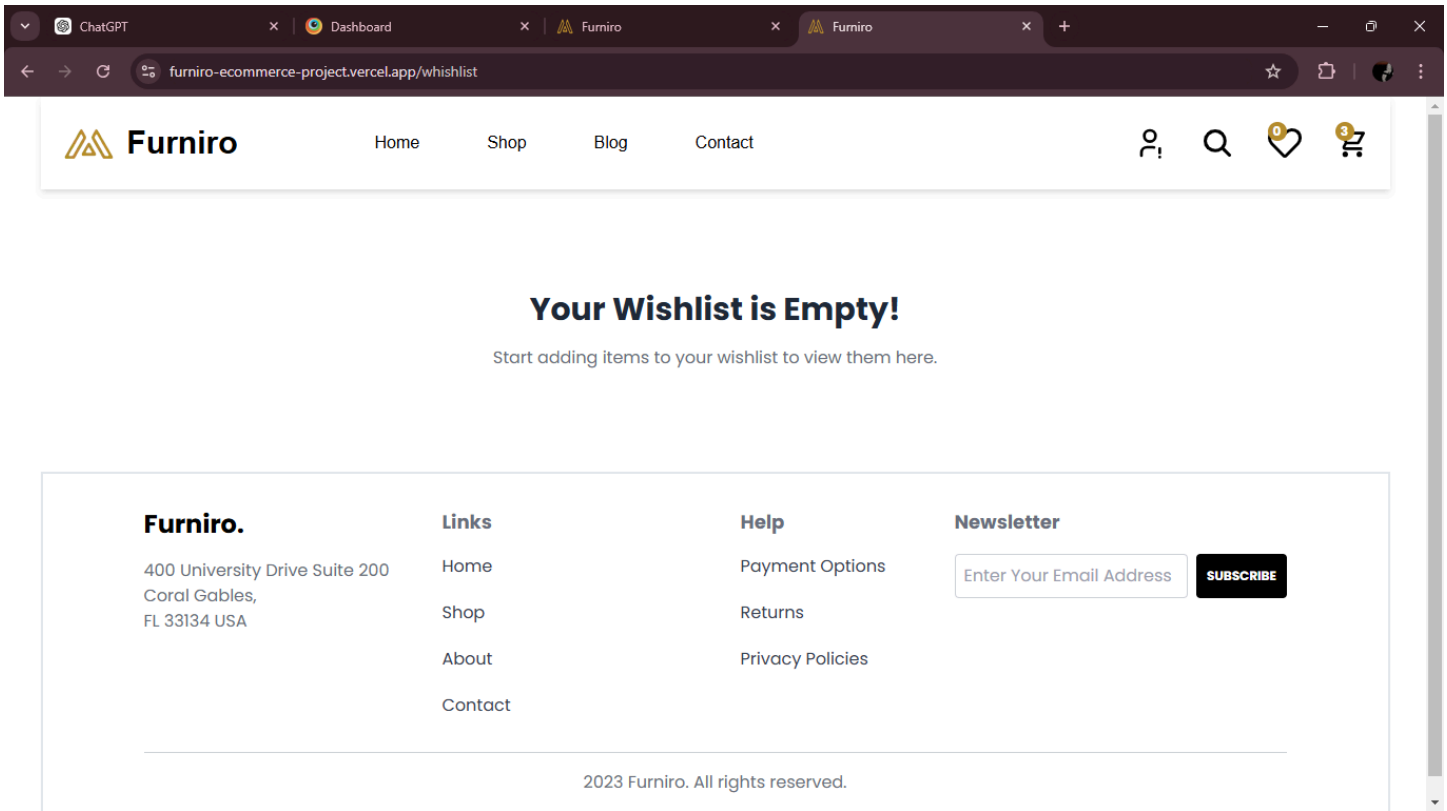 ChatGPT
Dashboard
Furniro
Furniro
furniro-ecommerce-project.vercel.app/whishlist
Furniro
Home
Shop
Blog
Contact
0
3
Your Wishlist is Empty!
Start adding items to your wishlist to view them here.
Furniro.
400 University Drive Suite 200
Coral Gables,
FL 33134 USA
Links
Home
Shop
About
Contact
Help
Payment Options
Returns
Privacy Policies
Newsletter
Enter Your Email Address
SUBSCRIBE
2023 Furniro. All rights reserved.